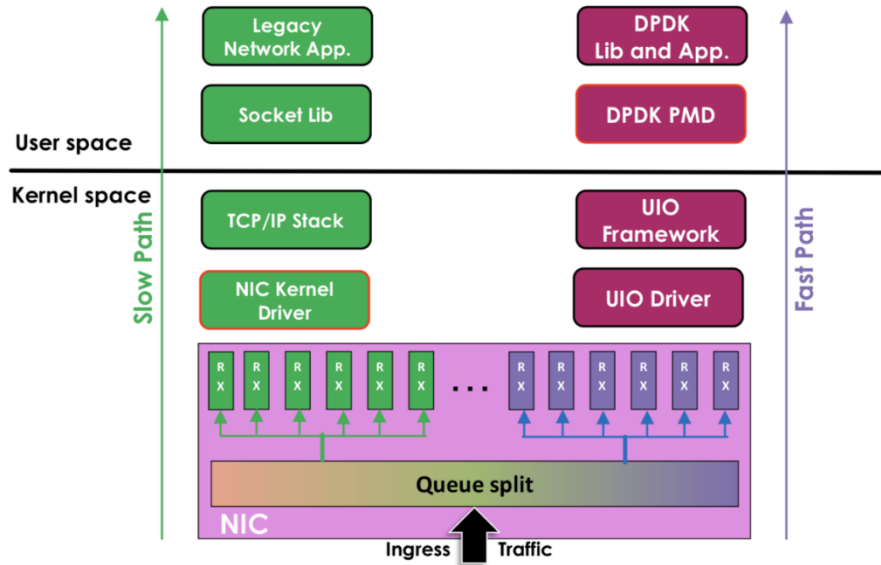 Legacy
Network App.
DPDK
Lib and App.
Socket Lib
DPDK PMD
User space
Kernel space
TCP/IP Stack
UIO
Framework
NIC Kernel
Driver
UIO Driver
Slow Path
Fast Path
R
X
R
X
R
X
R
X
R
X
R
X
...
R
X
R
X
R
X
R
X
R
X
R
X
Queue split
NIC
Ingress Traffic